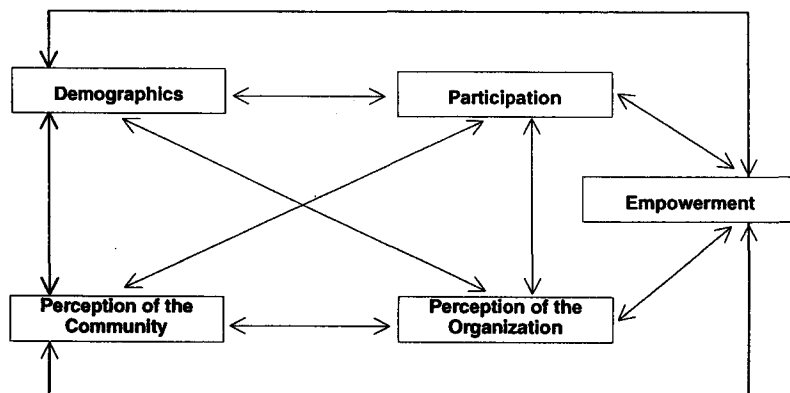 Demographics
Participation
Empowerment
Perception of the
Community
Perception of the
Organization